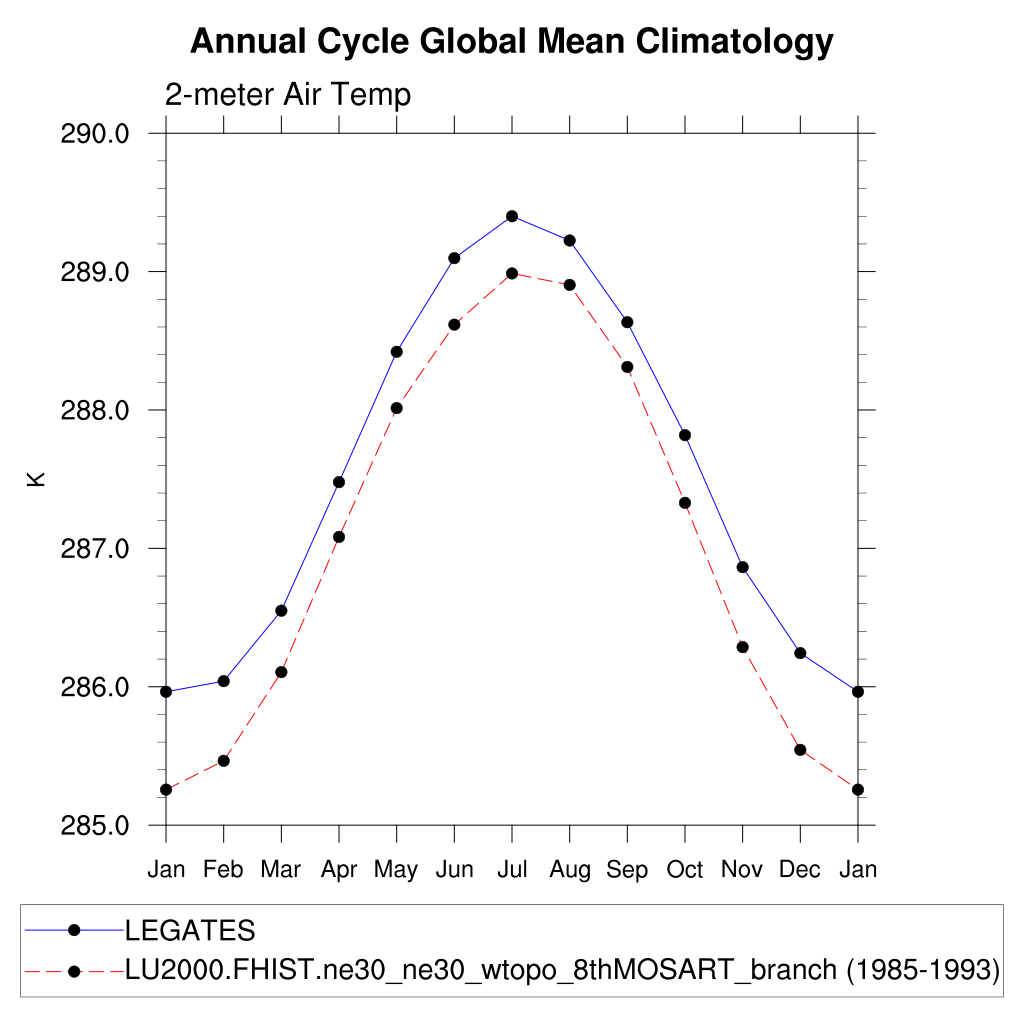 Annual Cycle Global Mean Climatology
2-meter Air Temp
290.0
289.0
288.0
287.0
286.0
285.0
K
Jan Feb Mar Apr May Jun Jul Aug Sep Oct Nov Dec Jan
LEGATES
LU2000.FHIST.ne30_ne30_wtopo_8thMOSART_branch (1985-1993)